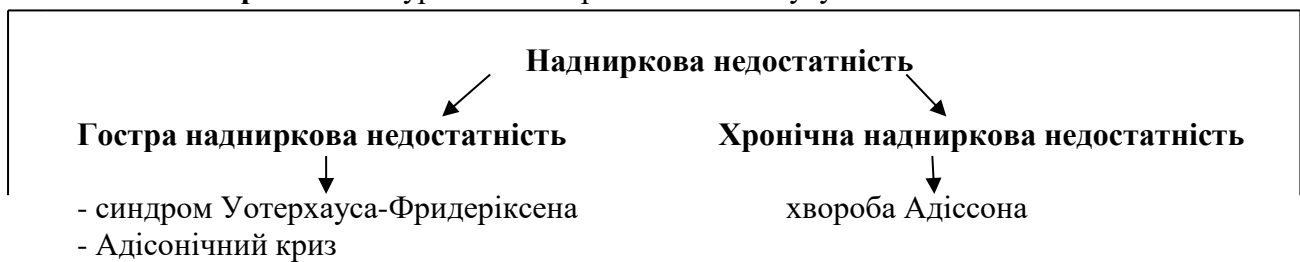 Надниркова недостатність
Гостра надниркова недостатність Хронічна надниркова недостатність
- синдром Уотерхауса-Фридеріксена хвороба Адіссона
- Адісонічний криз